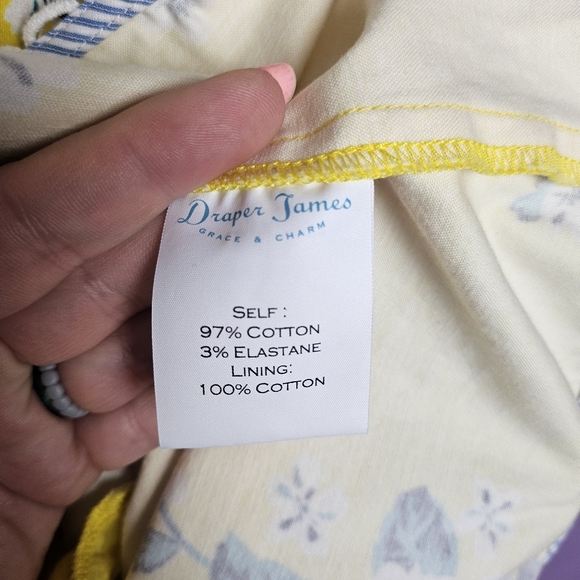 Draper James
GRACE & CHARM
SELF :
97% COTTON
3% ELASTANE
LINING:
100% COTTON